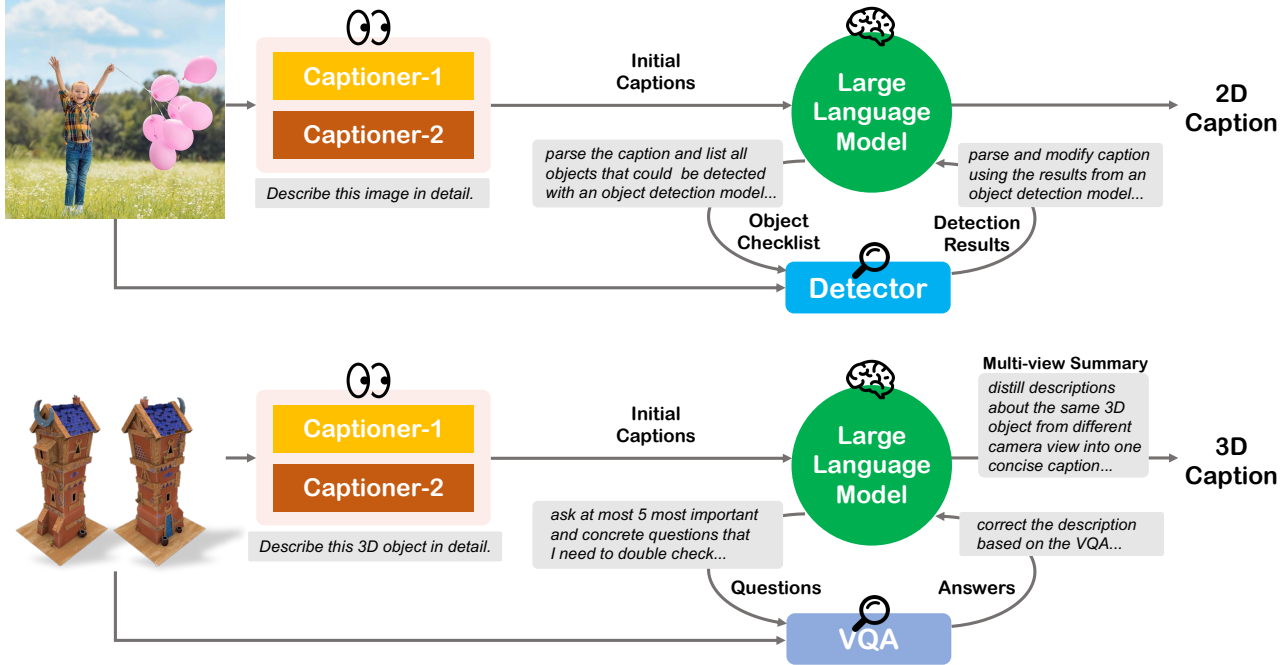 Captioner-1
Captioner-2
Describe this image in detail.
Initial
Captions
Large
Language
Model
2D
Caption
parse the caption and list all
objects that could be detected
with an object detection model...
parse and modify caption
using the results from an
object detection model...
Object
Checklist
Detection
Results
Detector
Captioner-1
Captioner-2
Describe this 3D object in detail.
Initial
Captions
Large
Language
Model
Multi-view Summary
distill descriptions
about the same 3D
object from different
camera view into one
concise caption...
3D
Caption
ask at most 5 most important
and concrete questions that
I need to double check...
correct the description
based on the VQA...
Questions
Answers
VQA